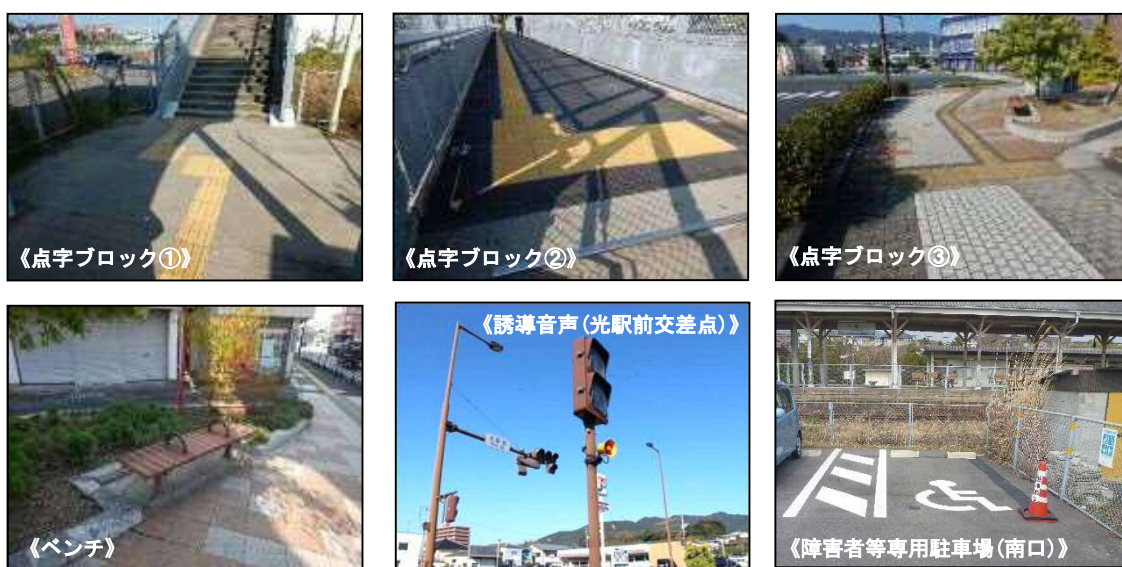 《点字ブロック①》
《点字ブロック②》
《点字ブロック③》
《ベンチ》
《誘導音声(光駅前交差点)》
《障害者等専用駐車場(南口)》